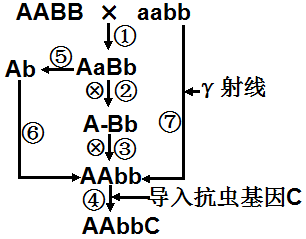 AABB × aabb
①
Ab ⑤ AaBb
⊗ ② γ 射线
A-Bb
⑥ ⊗ ③ ⑦
AAbb
④ 导入抗虫基因C
AAbbC